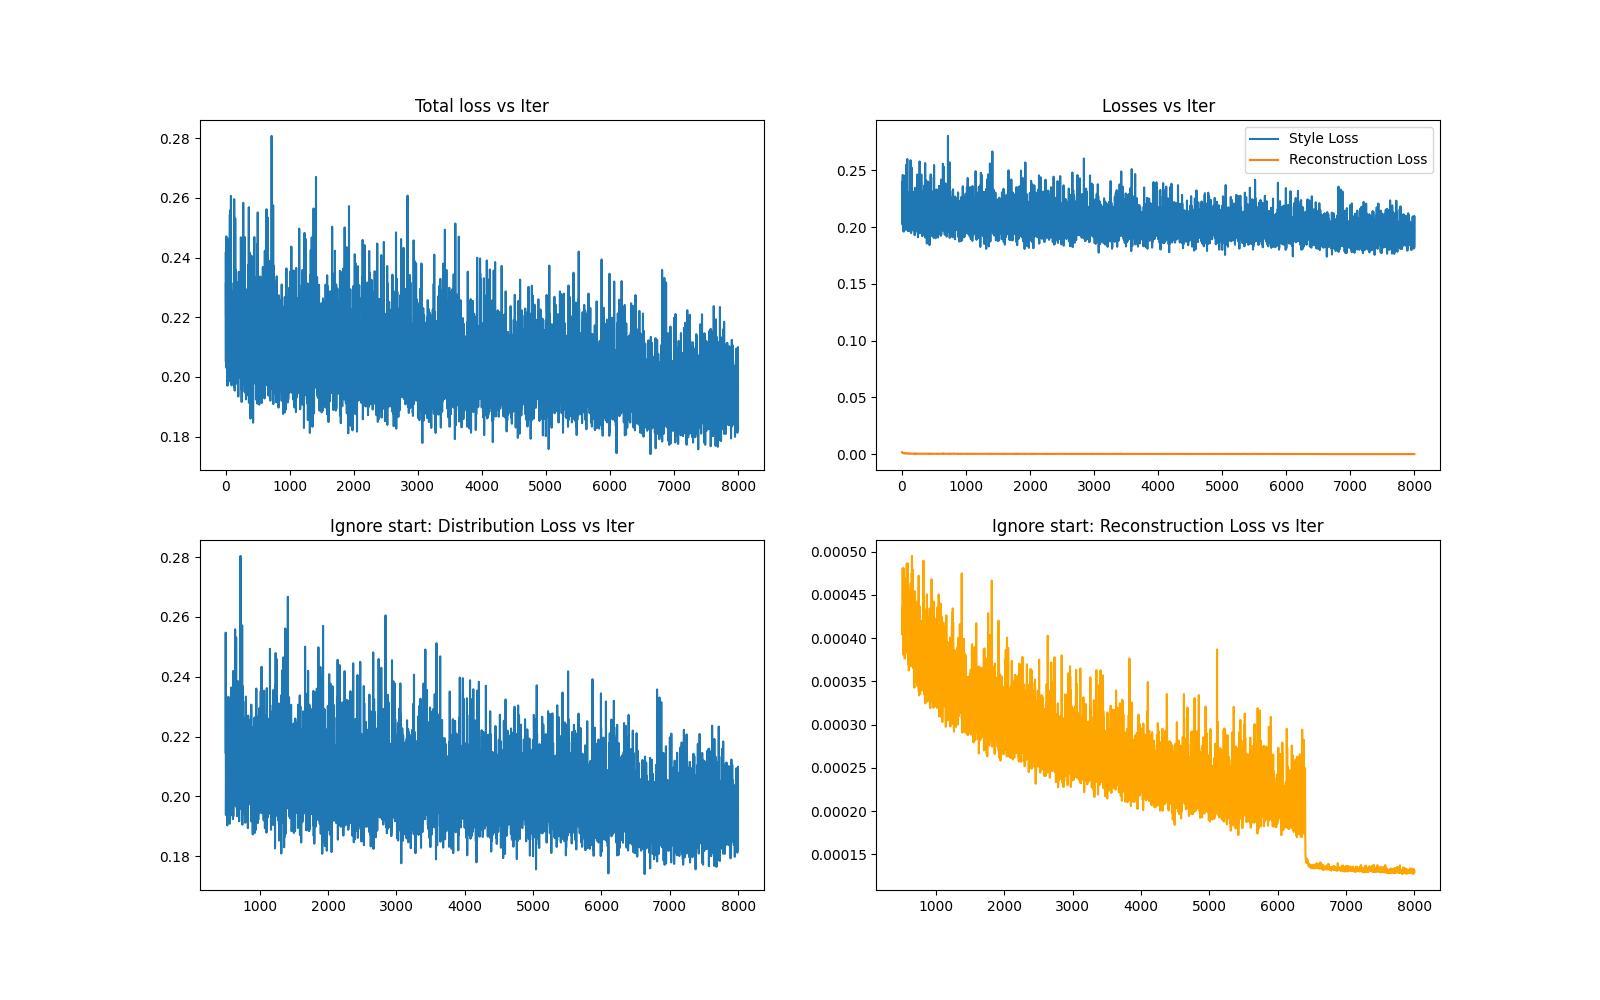 Total loss vs Iter
0.28
0.26
0.24
0.22
0.20
0.18
0 1000 2000 3000 4000 5000 6000 7000 8000
Losses vs Iter
Style Loss
Reconstruction Loss
0.25
0.20
0.15
0.10
0.05
0.00
0 1000 2000 3000 4000 5000 6000 7000 8000
Ignore start: Distribution Loss vs Iter
0.28
0.26
0.24
0.22
0.20
0.18
1000 2000 3000 4000 5000 6000 7000 8000
Ignore start: Reconstruction Loss vs Iter
0.00050
0.00045
0.00040
0.00035
0.00030
0.00025
0.00020
0.00015
1000 2000 3000 4000 5000 6000 7000 8000